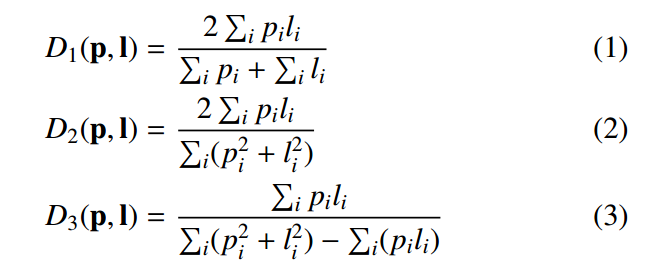 D₁(p, l) = 2 ∑ᵢ pᵢlᵢ / (∑ᵢ pᵢ + ∑ᵢ lᵢ) (1)
D₂(p, l) = 2 ∑ᵢ pᵢlᵢ / ∑ᵢ(pᵢ² + lᵢ²) (2)
D₃(p, l) = ∑ᵢ pᵢlᵢ / (∑ᵢ(pᵢ² + lᵢ²) − ∑ᵢ(pᵢlᵢ)) (3)